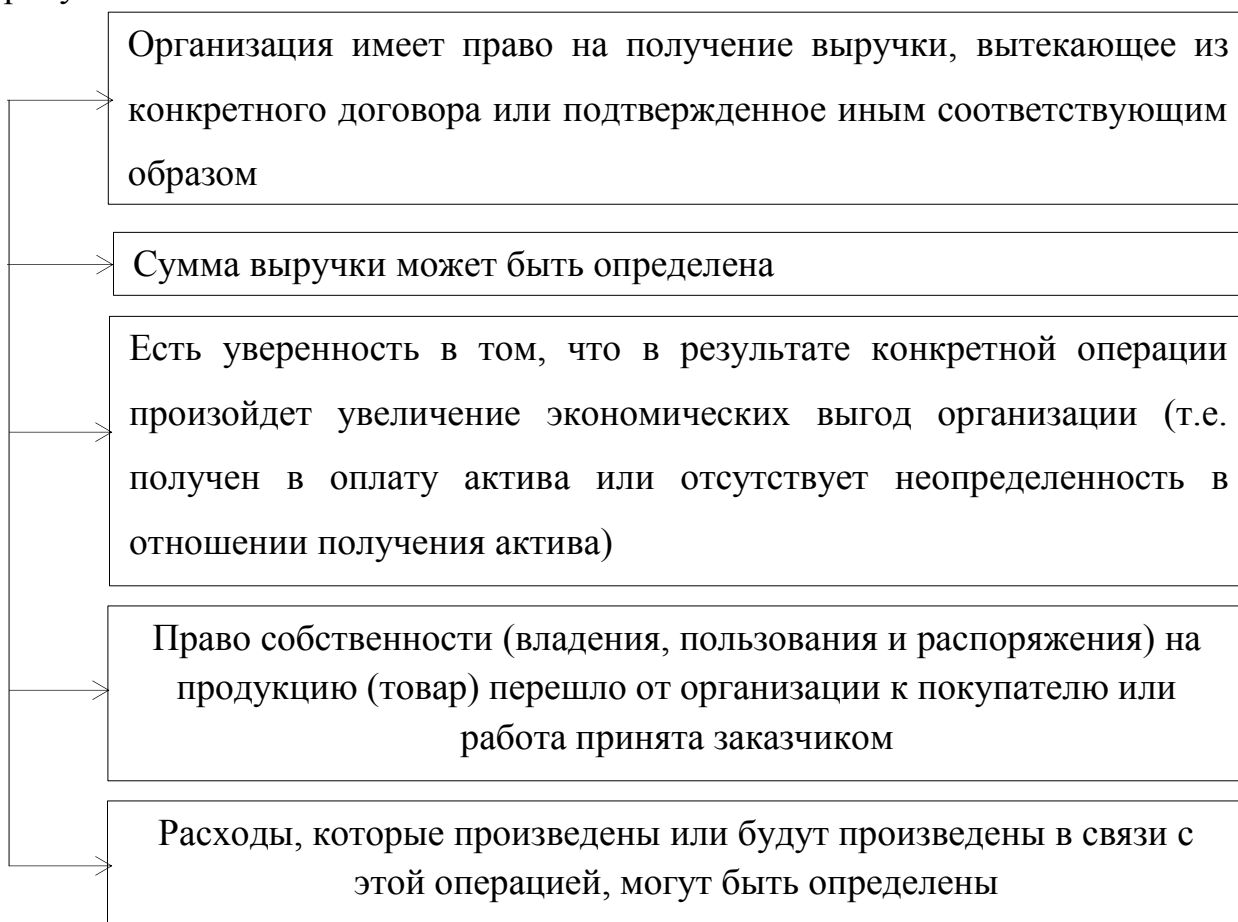 Организация имеет право на получение выручки, вытекающее из
конкретного договора или подтвержденное иным соответствующим
образом
Сумма выручки может быть определена
Есть уверенность в том, что в результате конкретной операции
произойдет увеличение экономических выгод организации (т.е.
получен в оплату актива или отсутствует неопределенность в
отношении получения актива)
Право собственности (владения, пользования и распоряжения) на
продукцию (товар) перешло от организации к покупателю или
работа принята заказчиком
Расходы, которые произведены или будут произведены в связи с
этой операцией, могут быть определены